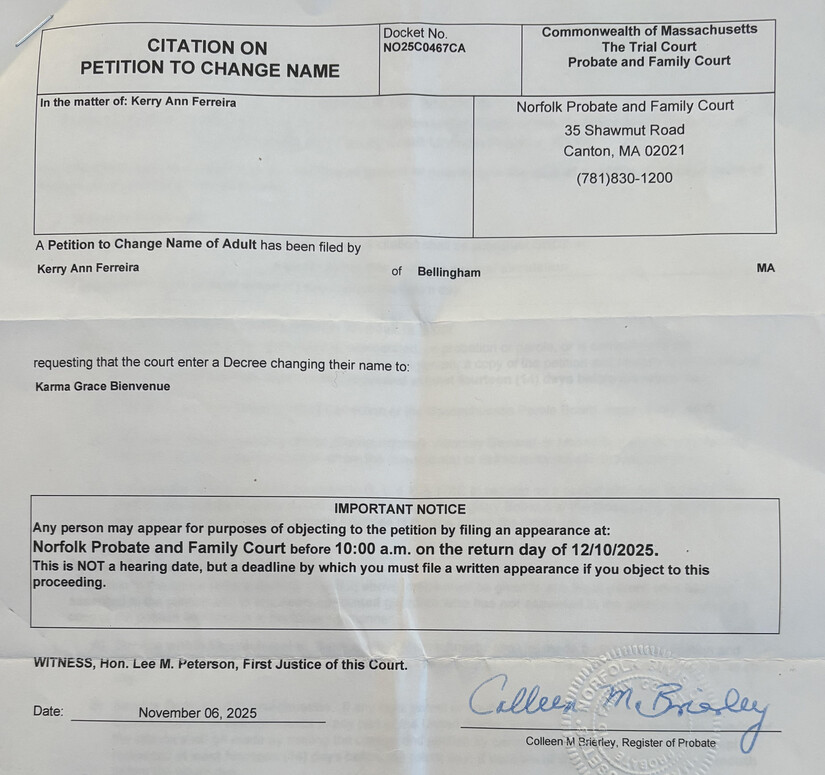 CITATION ON
PETITION TO CHANGE NAME
Docket No.
NO25C0467CA
Commonwealth of Massachusetts
The Trial Court
Probate and Family Court
In the matter of: Kerry Ann Ferreira
Norfolk Probate and Family Court
35 Shawmut Road
Canton, MA 02021
(781)830-1200
A Petition to Change Name of Adult has been filed by
Kerry Ann Ferreira of Bellingham MA
requesting that the court enter a Decree changing their name to:
Karma Grace Bienvenue
IMPORTANT NOTICE
Any person may appear for purposes of objecting to the petition by filing an appearance at:
Norfolk Probate and Family Court before 10:00 a.m. on the return day of 12/10/2025.
This is NOT a hearing date, but a deadline by which you must file a written appearance if you object to this
proceeding.
WITNESS, Hon. Lee M. Peterson, First Justice of this Court.
Date: November 06, 2025
Colleen M. Brierley
Colleen M Brierley, Register of Probate